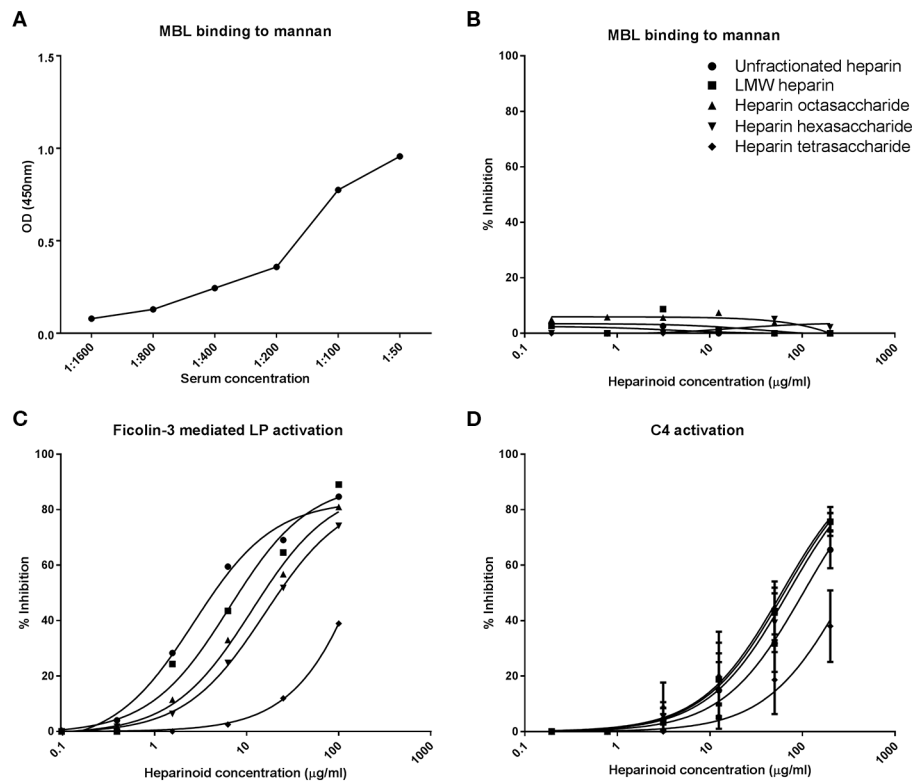 A
MBL binding to mannan
1.5
1.0
0.5
0.0
OD (450nm)
1:1600
1:800
1:400
1:200
1:100
1:50
Serum concentration
B
MBL binding to mannan
Unfractionated heparin
LMW heparin
Heparin octasaccharide
Heparin hexasaccharide
Heparin tetrasaccharide
100
80
60
40
20
0
% Inhibition
0.1
1
10
100
1000
Heparinoid concentration (μg/ml)
C
Ficolin-3 mediated LP activation
100
80
60
40
20
0
% Inhibition
0.1
1
10
100
1000
Heparinoid concentration (μg/ml)
D
C4 activation
100
80
60
40
20
0
% Inhibition
0.1
1
10
100
1000
Heparinoid concentration (μg/ml)